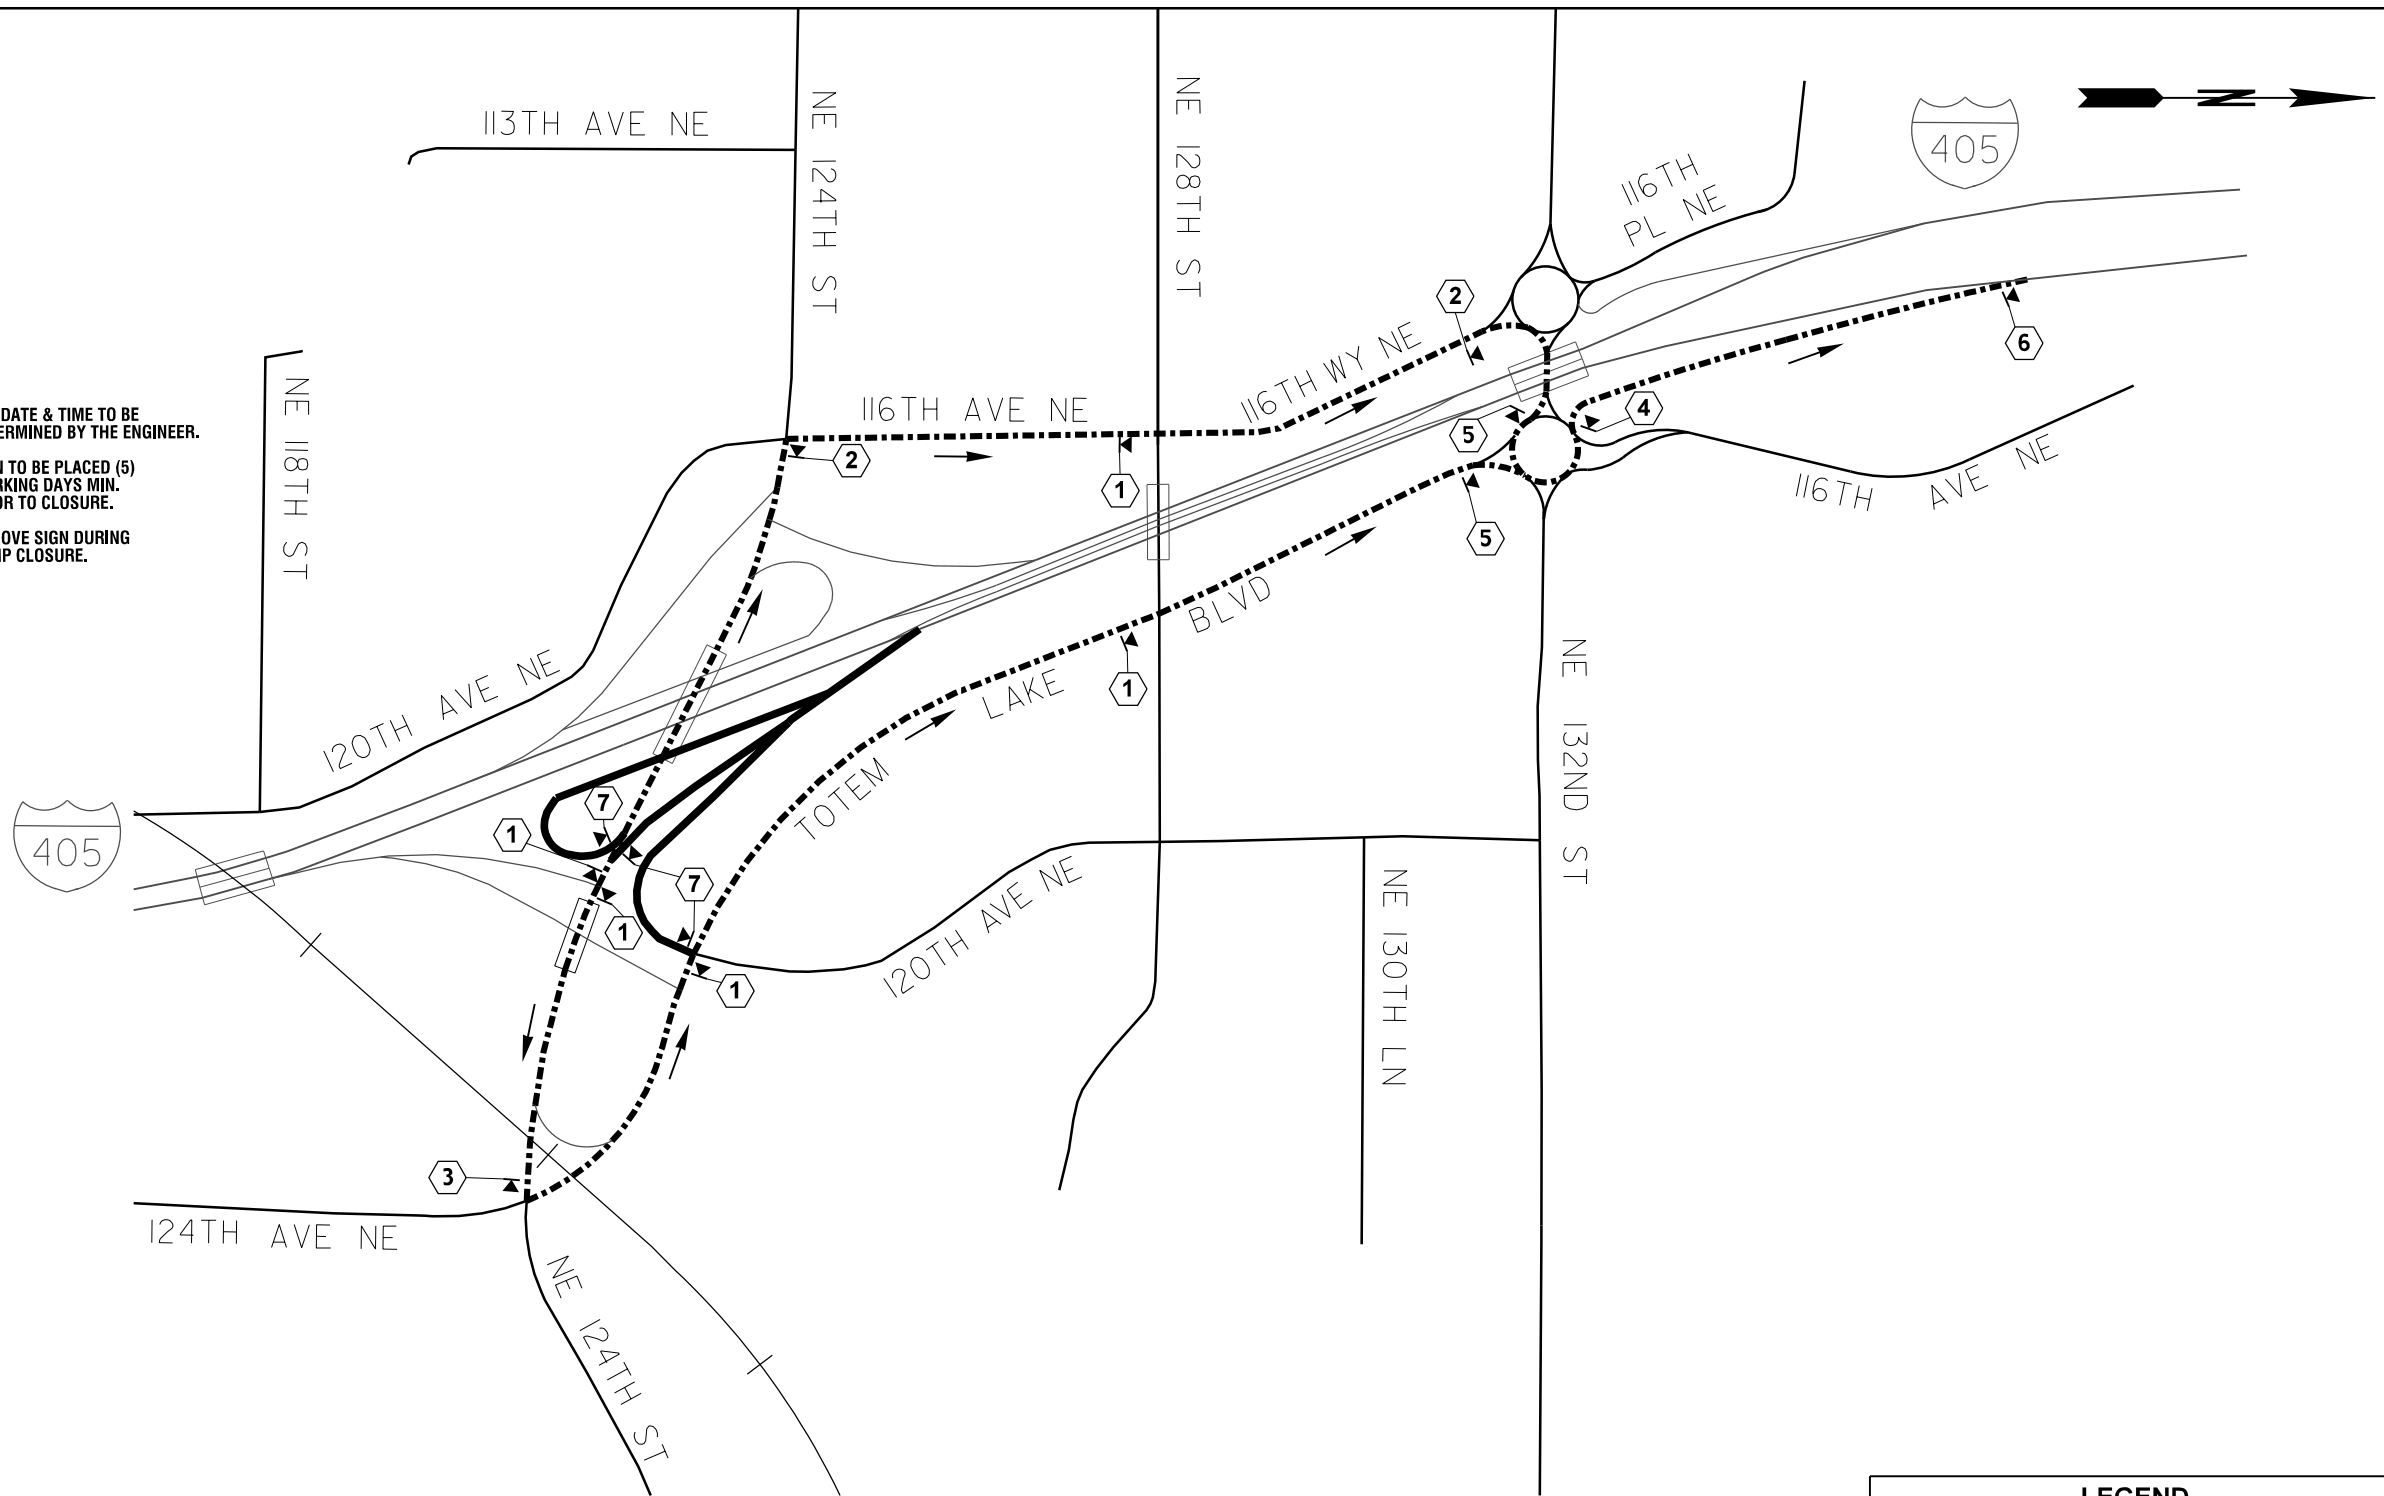 113TH AVE NE
NE 124TH ST
NE 128TH ST
116TH
PL NE
405
N
DATE & TIME TO BE
ERMINED BY THE ENGINEER.
TO BE PLACED (5)
RKING DAYS MIN.
OR TO CLOSURE.
OVE SIGN DURING
CLOSURE.
NE 118TH ST
116TH AVE NE
116TH WY NE
2
2
1
5
4
6
5
116TH AVE NE
120TH AVE NE
TOTEM LAKE BLVD
1
NE 132ND ST
405
7
1
7
1
1
120TH AVE NE
NE 130TH LN
3
124TH AVE NE
NE 124TH ST
LEGEND